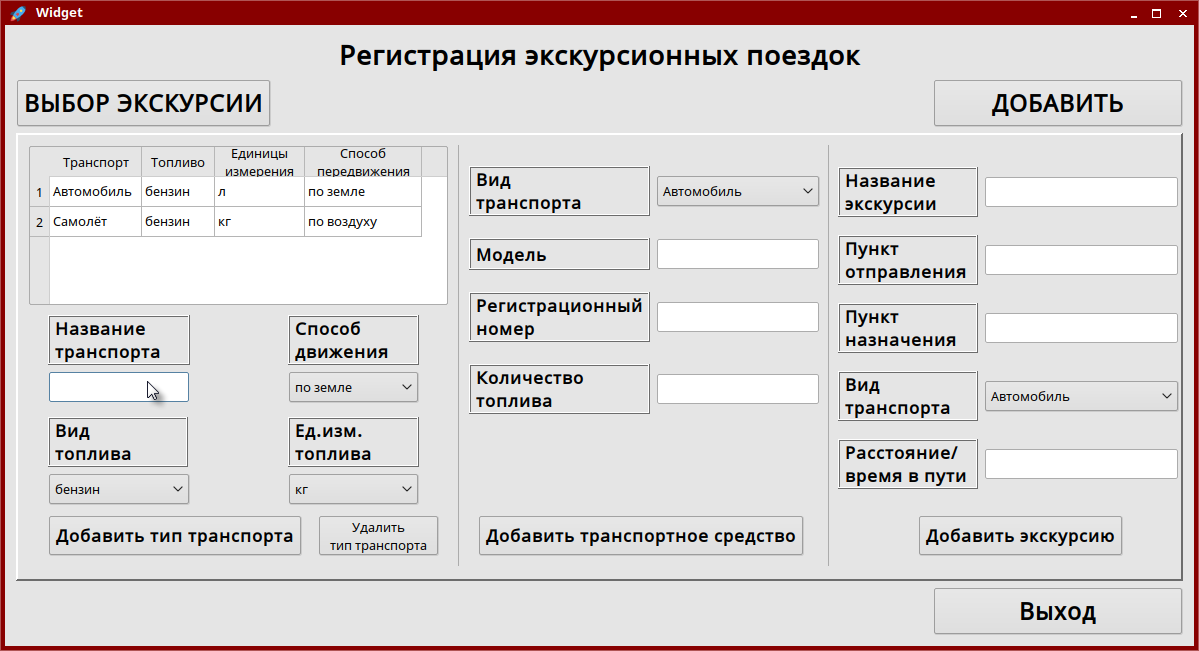 Widget
Регистрация экскурсионных поездок
ВЫБОР ЭКСКУРСИИ
ДОБАВИТЬ
Транспорт Топливо Единицы измерения Способ передвижения
1 Автомобиль бензин л по земле
2 Самолёт бензин кг по воздуху
Название
транспорта
Способ
движения
по земле
Вид
топлива
Ед.изм.
топлива
бензин
кг
Добавить тип транспорта
Удалить
тип транспорта
Вид
транспорта
Автомобиль
Модель
Регистрационный
номер
Количество
топлива
Добавить транспортное средство
Название
экскурсии
Пункт
отправления
Пункт
назначения
Вид
транспорта
Автомобиль
Расстояние/
время в пути
Добавить экскурсию
Выход